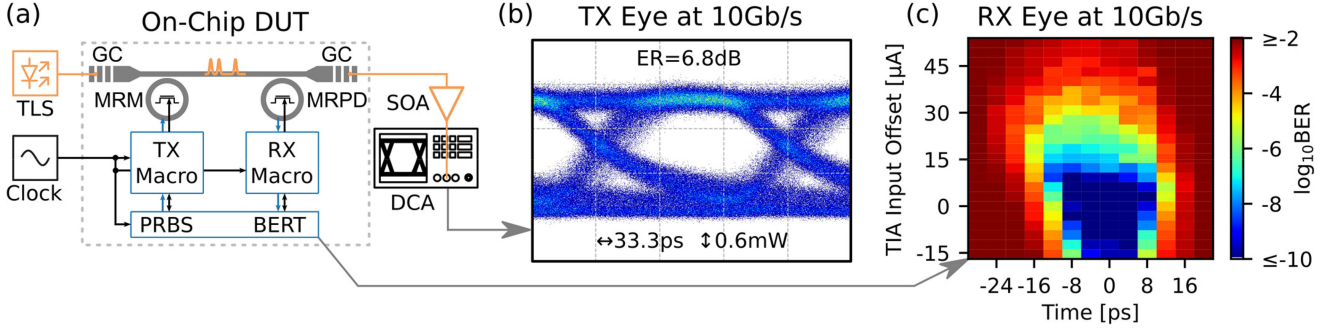 (a)
On-Chip DUT
GC
GC
TLS
MRM
MRPD
SOA
TX
Macro
RX
Macro
Clock
DCA
PRBS
BERT
(b)
TX Eye at 10Gb/s
ER=6.8dB
↔33.3ps ↕0.6mW
(c)
RX Eye at 10Gb/s
TIA Input Offset [μA]
45
30
15
0
-15
-24 -16 -8 0 8 16
Time [ps]
≥-2
-4
-6
-8
≤-10
log₁₀BER